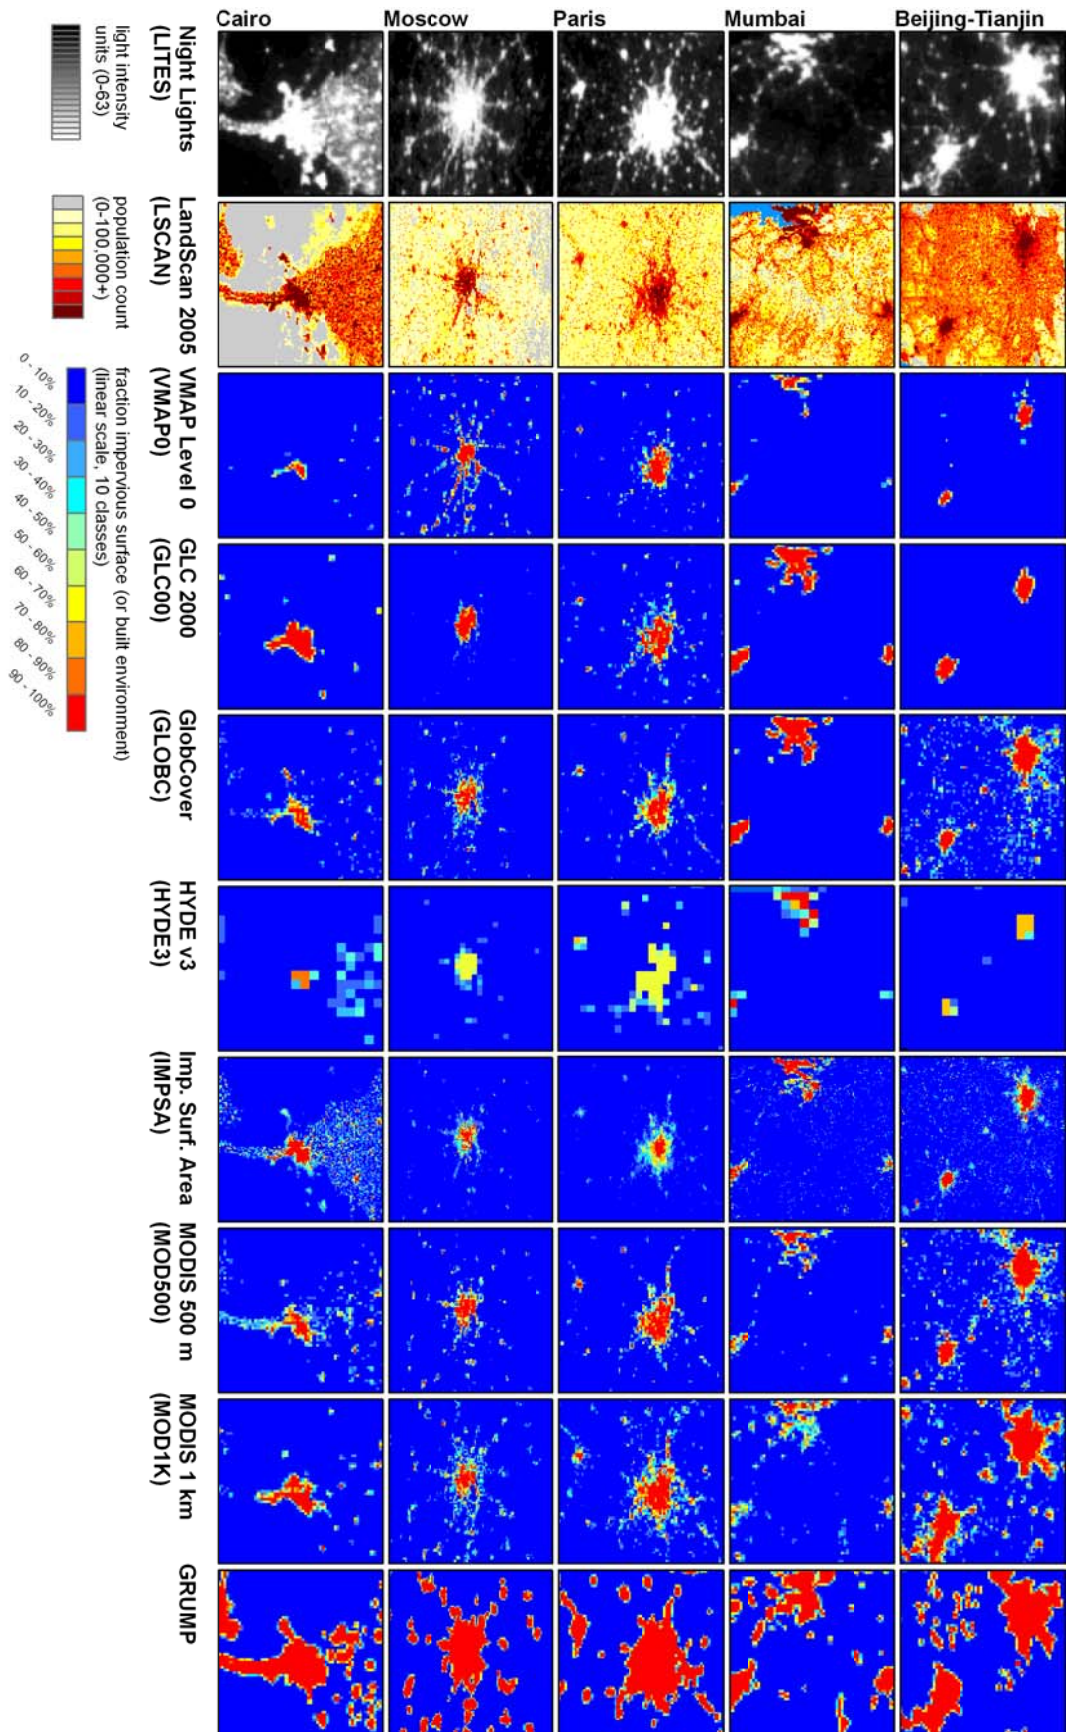 Cairo
Moscow
Paris
Mumbai
Beijing-Tianjin
Night Lights
(LITES)
light intensity
units (0-63)
LandScan 2005
(LSCAN)
population count
(0-100,000+)
VMAP Level 0
(VMAP0)
GLC 2000
(GLC00)
GlobCover
(GLOBC)
HYDE v3
(HYDE3)
Imp. Surf. Area
(IMPSA)
MODIS 500 m
(MOD500)
MODIS 1 km
(MOD1K)
GRUMP
fraction impervious surface (or built environment)
(linear scale, 10 classes)
0 - 10%
10 - 20%
20 - 30%
30 - 40%
40 - 50%
50 - 60%
60 - 70%
70 - 80%
80 - 90%
90 - 100%